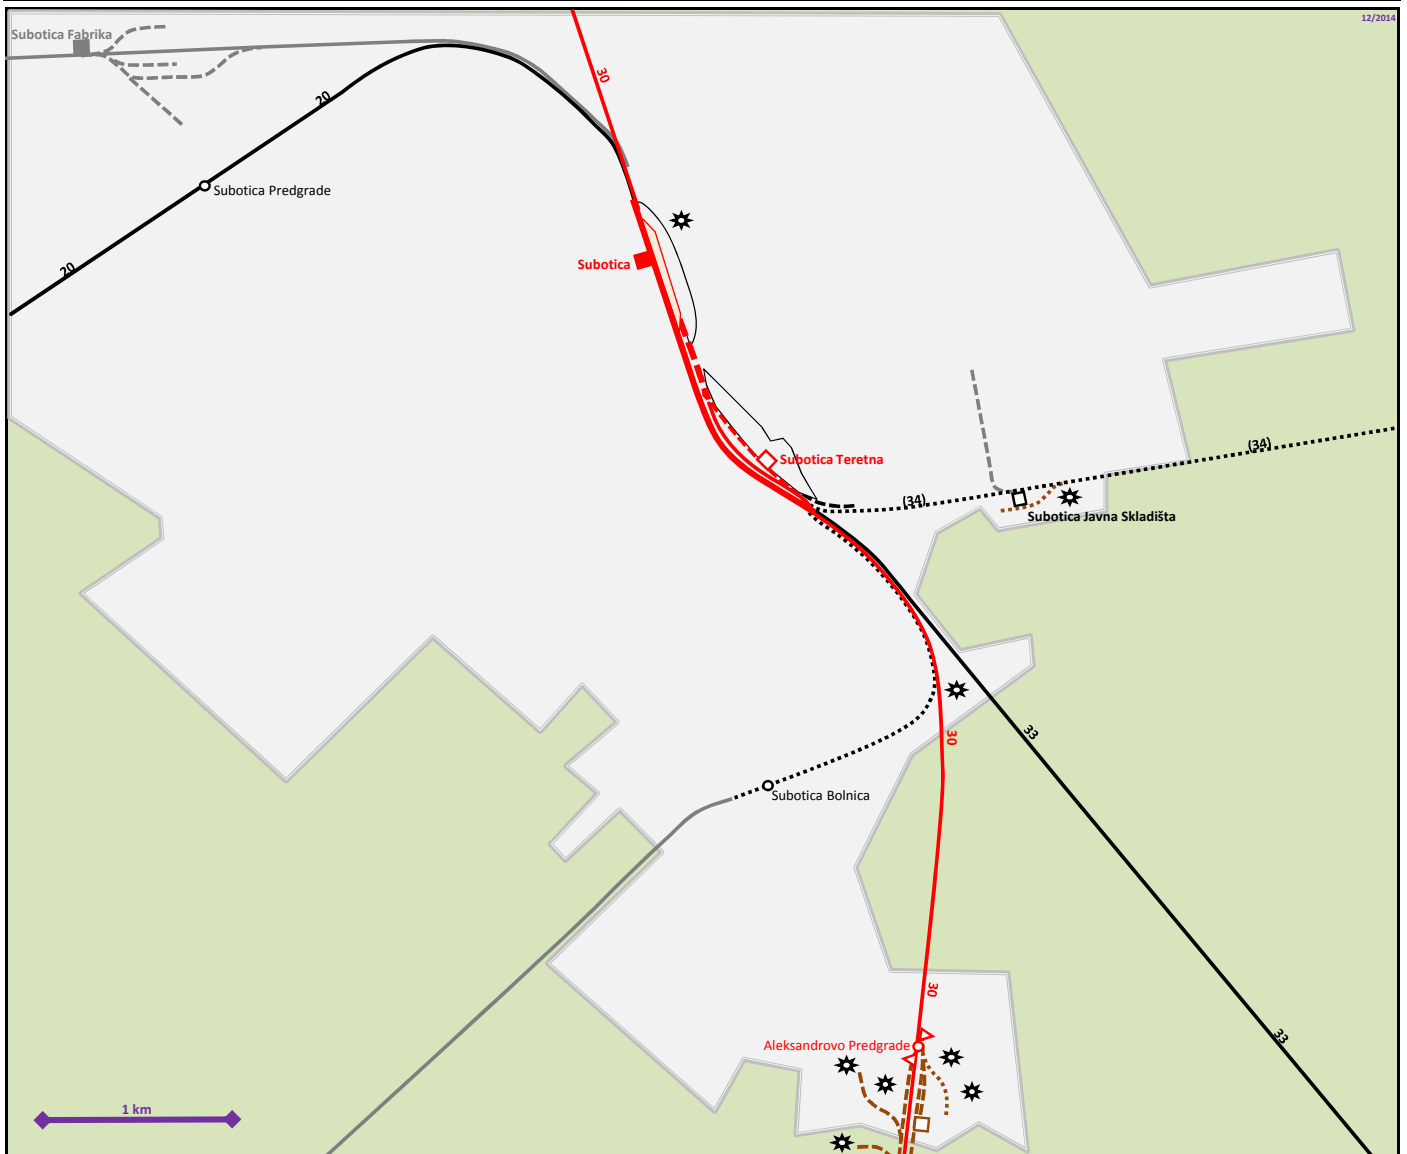 12/2014
Subotica Fabrika
30
20
Subotica Predgrade
20
Subotica
(34)
Subotica Teretna
(34)
Subotica Javna Skladišta
30
33
Subotica Bolnica
30
33
Aleksandrovo Predgrade
1 km